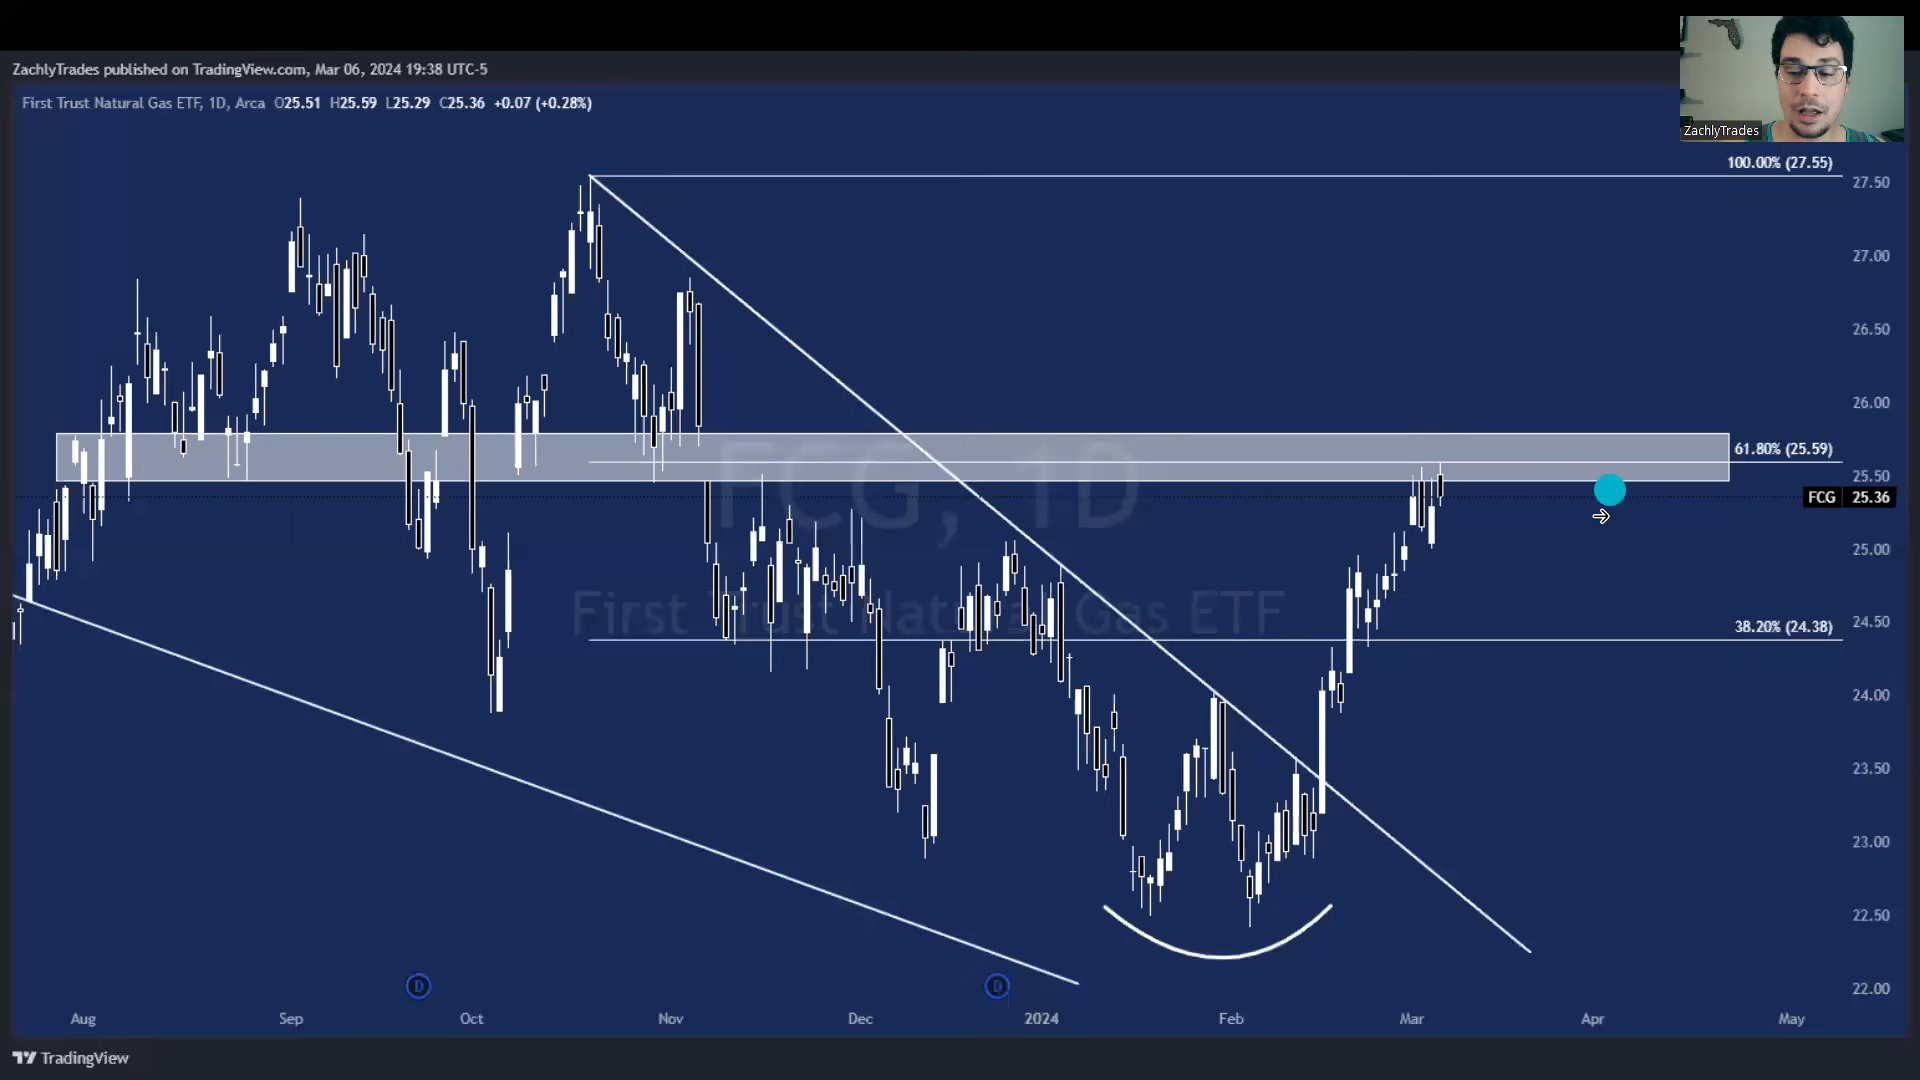 ZachlyTrades published on TradingView.com, Mar 06, 2024 19:38 UTC-5
First Trust Natural Gas ETF, 1D, Arca O25.51 H25.59 L25.29 C25.36 +0.07 (+0.28%)
ZachlyTrades
100.00% (27.55)
27.50
27.00
26.50
26.00
61.80% (25.59)
25.50
FCG 25.36
FCG, 1D
25.00
First Trust Natural Gas ETF
24.50
38.20% (24.38)
24.00
23.50
23.00
22.50
22.00
D D
Aug Sep Oct Nov Dec 2024 Feb Mar Apr May
TradingView